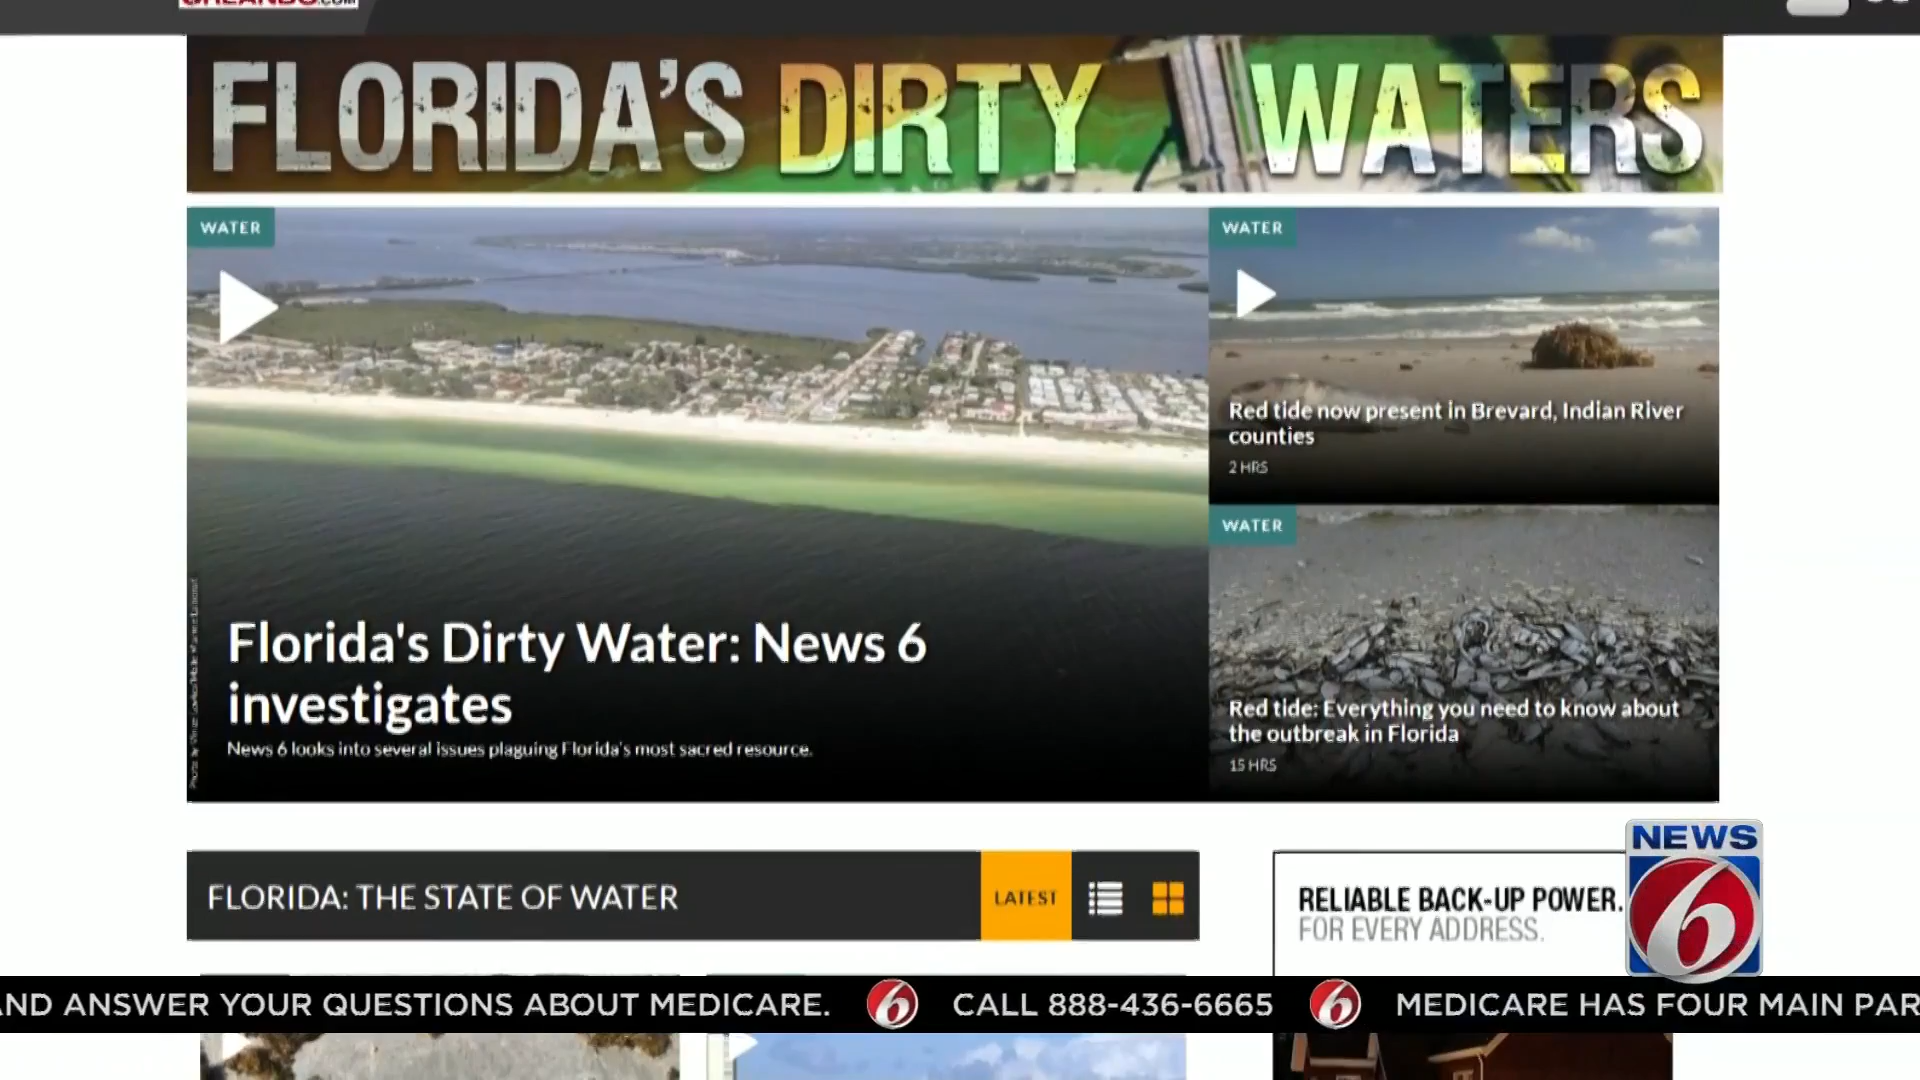 FLORIDA'S DIRTY WATERS
WATER
WATER
Red tide now present in Brevard, Indian River
counties
2 HRS
WATER
Florida's Dirty Water: News 6
investigates
News 6 looks into several issues plaguing Florida's most sacred resource.
Red tide: Everything you need to know about
the outbreak in Florida
15 HRS
FLORIDA: THE STATE OF WATER
LATEST
RELIABLE BACK-UP POWER.
FOR EVERY ADDRESS.
NEWS
6
ND ANSWER YOUR QUESTIONS ABOUT MEDICARE. 6 CALL 888-436-6665 6 MEDICARE HAS FOUR MAIN PAR